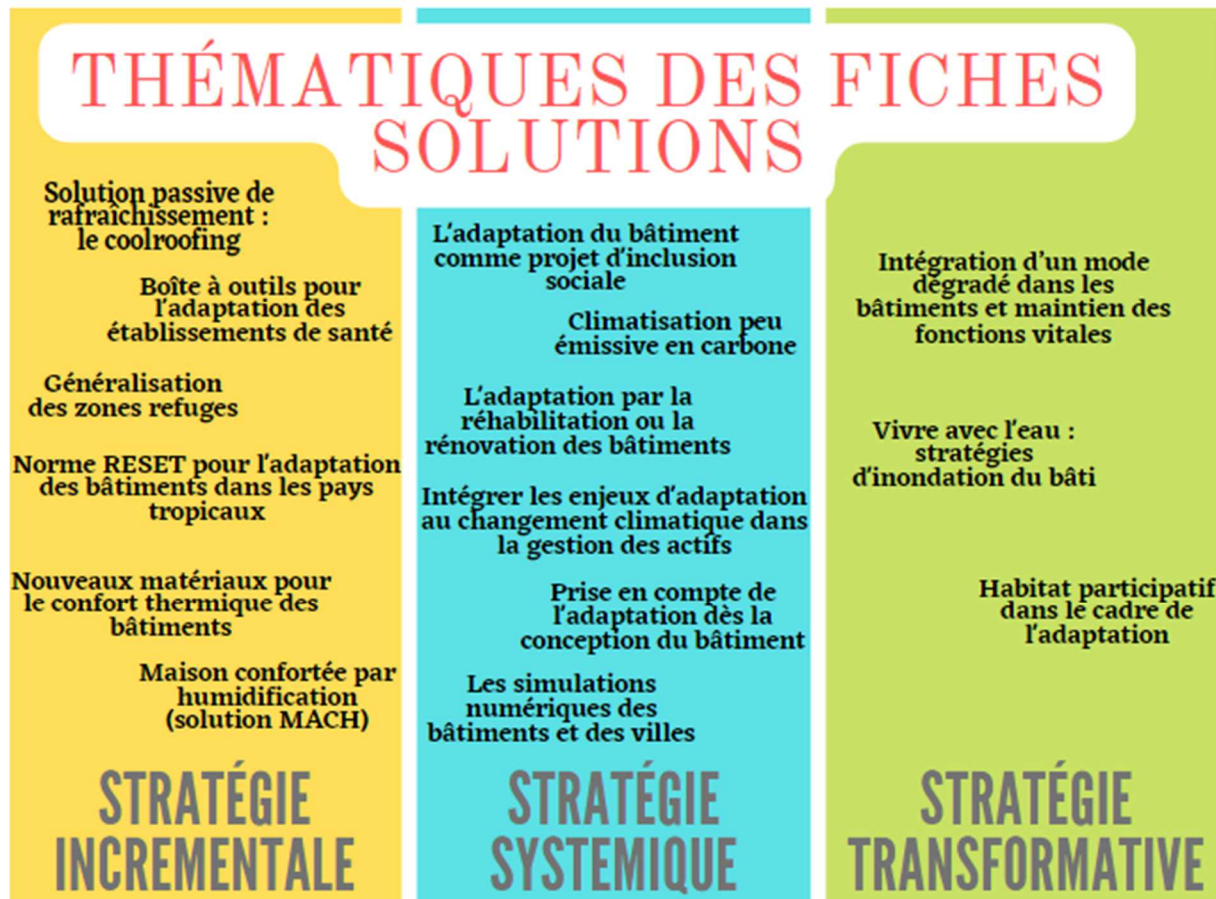 THÉMATIQUES DES FICHES
SOLUTIONS
Solution passive de
rafraîchissement :
le coolroofing
Boîte à outils pour
l'adaptation des
établissements de santé
Généralisation
des zones refuges
Norme RESET pour l'adaptation
des bâtiments dans les pays
tropicaux
Nouveaux matériaux pour
le confort thermique des
bâtiments
Maison confortée par
humidification
(solution MACH)
STRATÉGIE
INCREMENTALE
L'adaptation du bâtiment
comme projet d'inclusion
sociale
Climatisation peu
émissive en carbone
L'adaptation par la
réhabilitation ou la
rénovation des bâtiments
Intégrer les enjeux d'adaptation
au changement climatique dans
la gestion des actifs
Prise en compte de
l'adaptation dès la
conception du bâtiment
Les simulations
numériques des
bâtiments et des villes
STRATÉGIE
SYSTEMIQUE
Intégration d’un mode
dégradé dans les
bâtiments et maintien des
fonctions vitales
Vivre avec l'eau :
stratégies
d'inondation du bâti
Habitat participatif
dans le cadre de
l'adaptation
STRATÉGIE
TRANSFORMATIVE